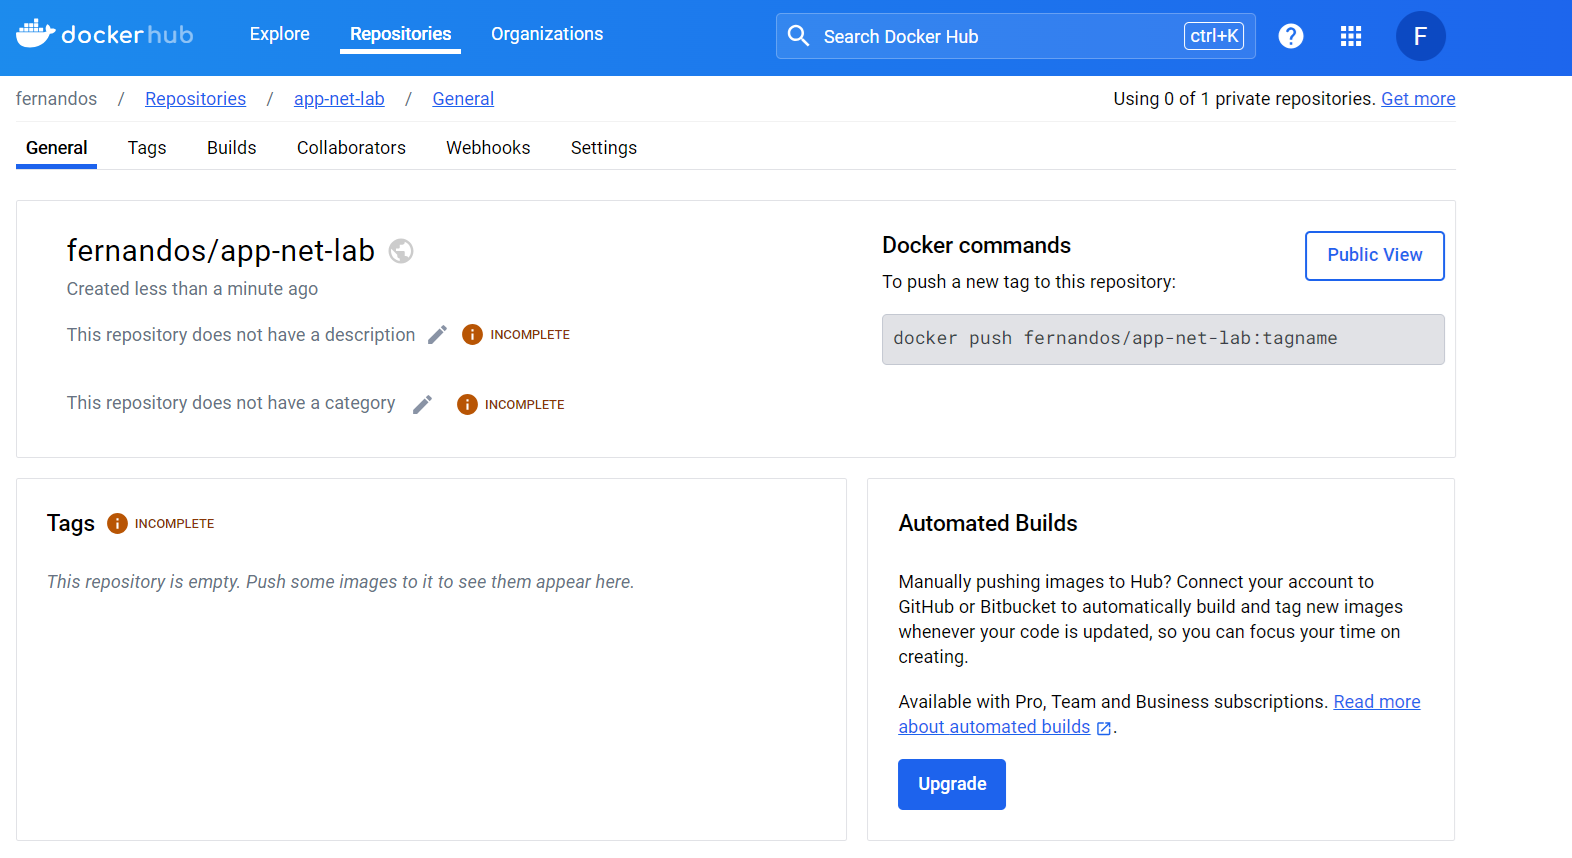 dockerhub Explore Repositories Organizations Search Docker Hub ctrl+K ? F
fernandos / Repositories / app-net-lab / General Using 0 of 1 private repositories. Get more
General Tags Builds Collaborators Webhooks Settings
fernandos/app-net-lab
Created less than a minute ago
This repository does not have a description i INCOMPLETE
This repository does not have a category i INCOMPLETE
Docker commands
Public View
To push a new tag to this repository:
docker push fernandos/app-net-lab:tagname
Tags i INCOMPLETE
This repository is empty. Push some images to it to see them appear here.
Automated Builds
Manually pushing images to Hub? Connect your account to
GitHub or Bitbucket to automatically build and tag new images
whenever your code is updated, so you can focus your time on
creating.
Available with Pro, Team and Business subscriptions. Read more
about automated builds .
Upgrade